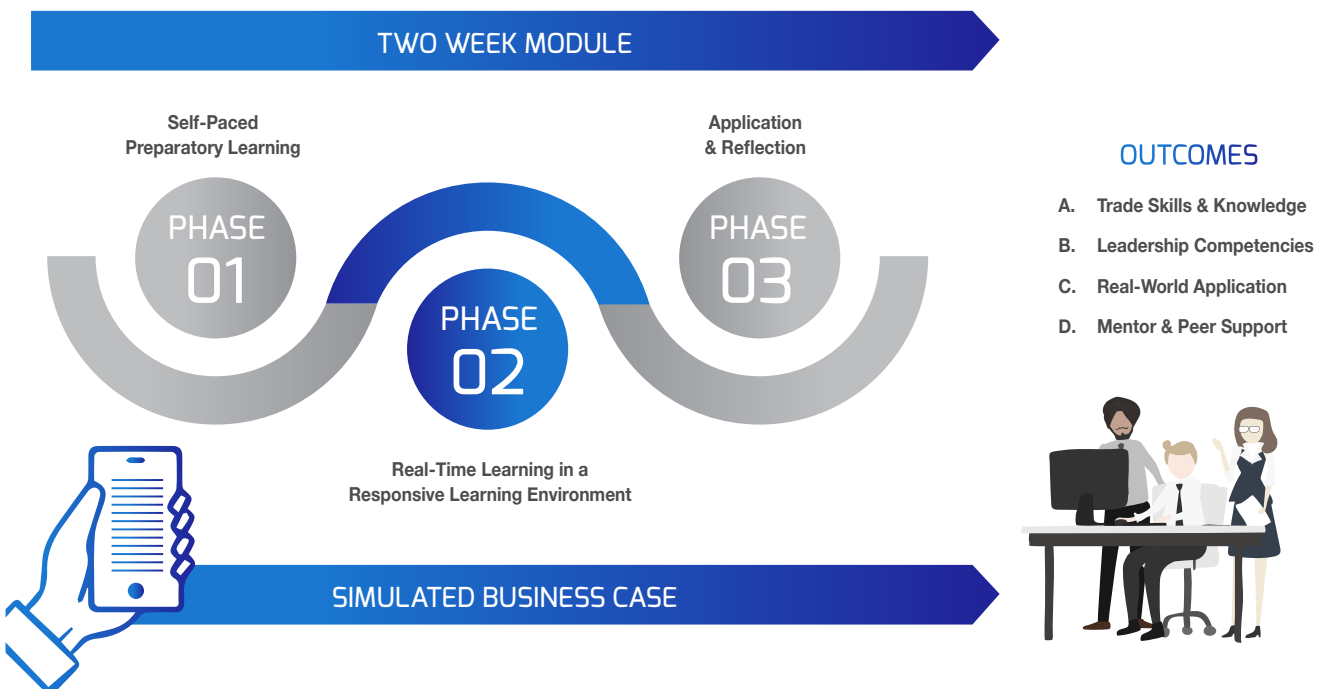 TWO WEEK MODULE
Self-Paced
Preparatory Learning
PHASE
01
PHASE
02
Real-Time Learning in a
Responsive Learning Environment
Application
& Reflection
PHASE
03
SIMULATED BUSINESS CASE
OUTCOMES
A. Trade Skills & Knowledge
B. Leadership Competencies
C. Real-World Application
D. Mentor & Peer Support